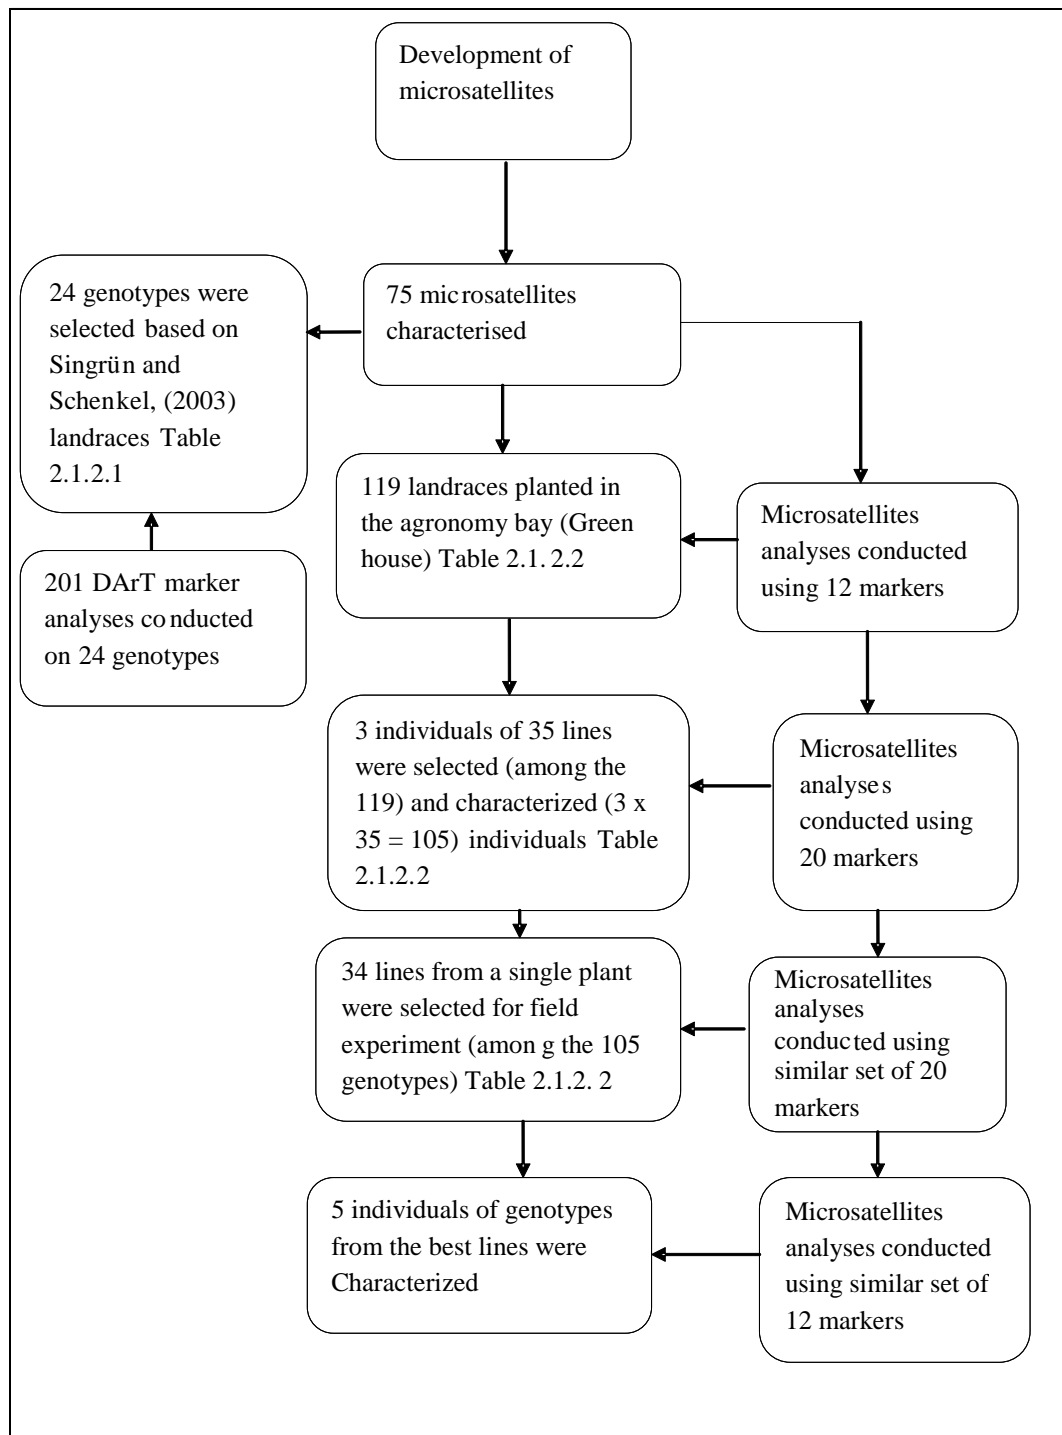 Development of
microsatellites
24 genotypes were
selected based on
Singrün and
Schenkel, (2003)
landraces Table
2.1.2.1
75 microsatellites
characterised
119 landraces planted in
the agronomy bay (Green
house) Table 2.1. 2.2
Microsatellites
analyses conducted
using 12 markers
201 DArT marker
analyses conducted
on 24 genotypes
3 individuals of 35 lines
were selected (among the
119) and characterized (3 x
35 = 105) individuals Table
2.1.2.2
Microsatellites
analyses
conducted using
20 markers
34 lines from a single plant
were selected for field
experiment (amon g the 105
genotypes) Table 2.1.2. 2
Microsatellites
analyses
conducted using
similar set of 20
markers
5 individuals of genotypes
from the best lines were
Characterized
Microsatellites
analyses conducted
using similar set of
12 markers